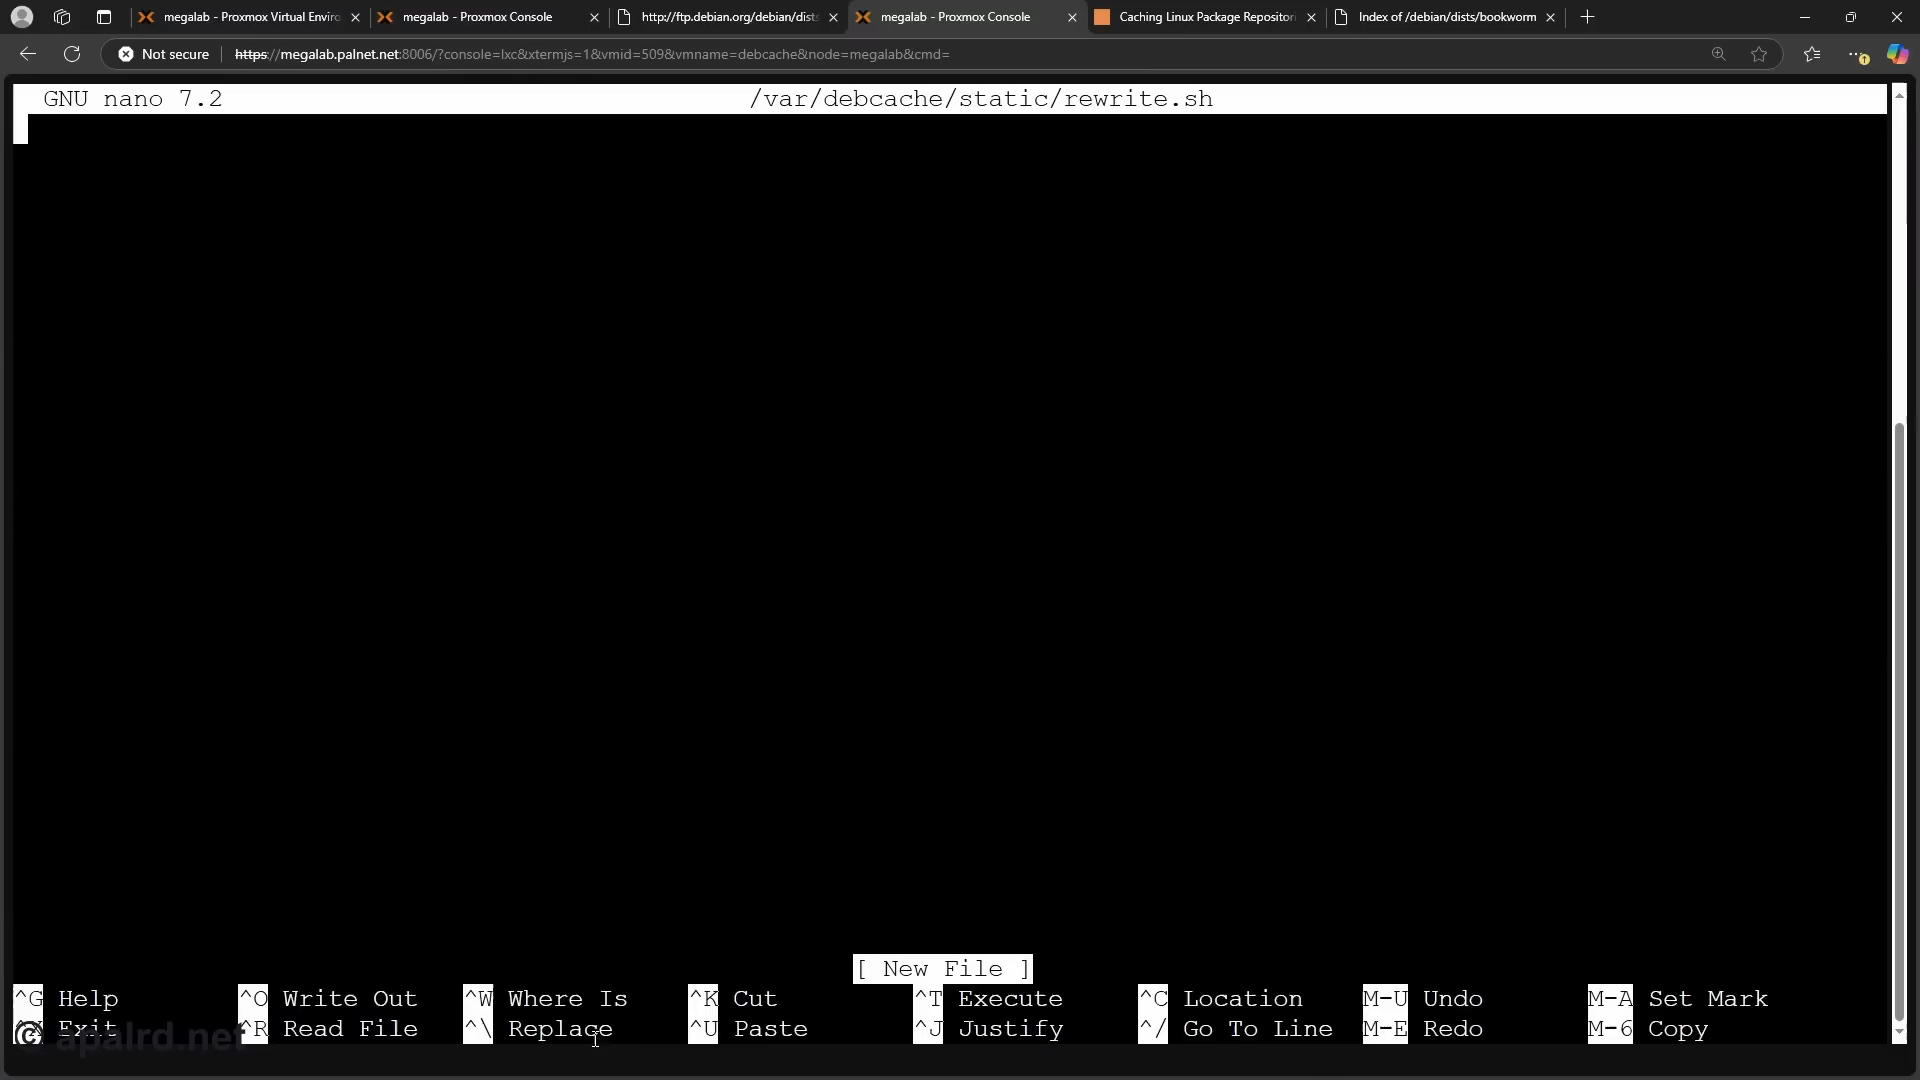 megalab - Proxmox Virtual Enviro
megalab - Proxmox Console
http://ftp.debian.org/debian/dists
megalab - Proxmox Console
Caching Linux Package Repositori
Index of /debian/dists/bookworm
Not secure
https://megalab.palnet.net:8006/?console=lxc&xtermjs=1&vmid=509&vmname=debcache&node=megalab&cmd=
GNU nano 7.2 /var/debcache/static/rewrite.sh
[ New File ]
^G Help ^O Write Out ^W Where Is ^K Cut ^T Execute ^C Location M-U Undo M-A Set Mark
^X Exit ^R Read File ^\ Replace ^U Paste ^J Justify ^/ Go To Line M-E Redo M-6 Copy
apalrd.net